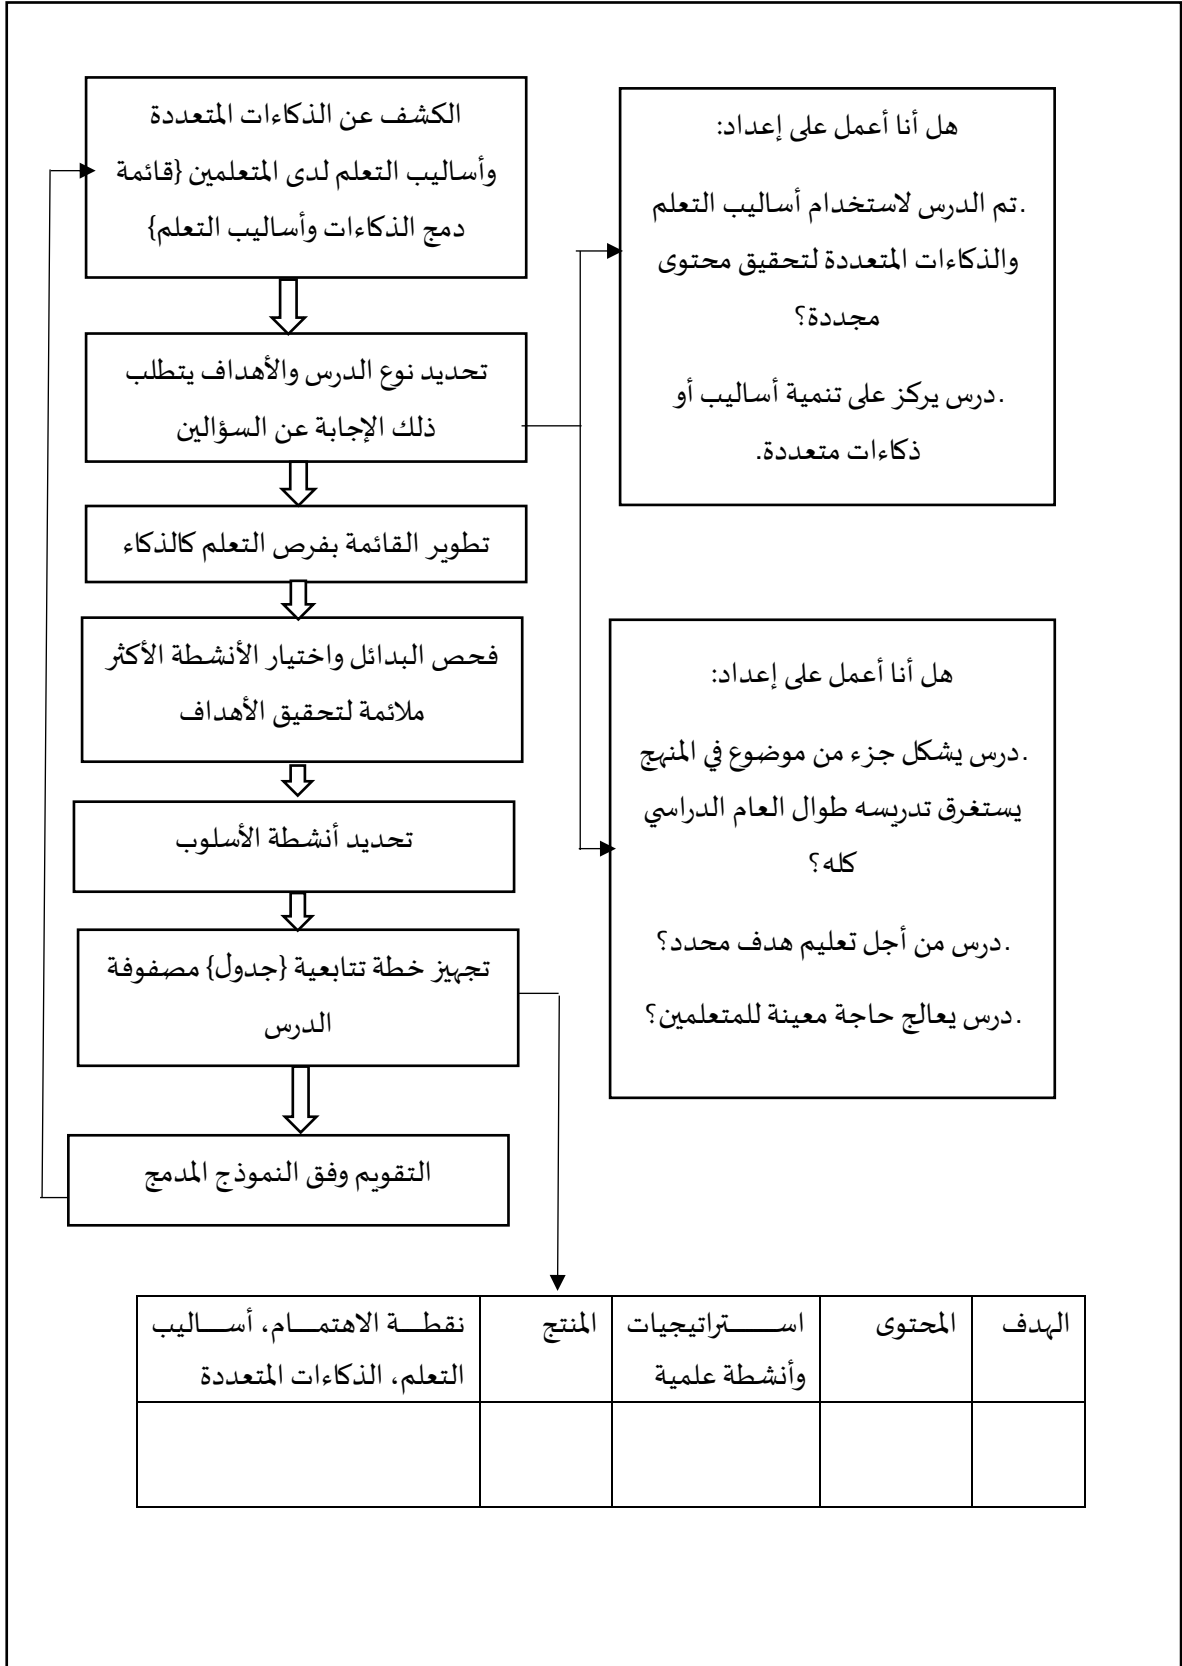 الكشف عن الذكاءات المتعددة
وأساليب التعلم لدى المتعلمين {قائمة
دمج الذكاءات وأساليب التعلم}
تحديد نوع الدرس والأهداف يتطلب
ذلك الإجابة عن السؤالين
تطوير القائمة بفرص التعلم كالذكاء
فحص البدائل واختيار الأنشطة الأكثر
ملائمة لتحقيق الأهداف
تحديد أنشطة الأسلوب
تجهيز خطة تتابعية {جدول} مصفوفة
الدرس
التقويم وفق النموذج المدمج
هل أنا أعمل على إعداد:
.تم الدرس لاستخدام أساليب التعلم
والذكاءات المتعددة لتحقيق محتوى
مجددة؟
.درس يركز على تنمية أساليب أو
ذكاءات متعددة.
هل أنا أعمل على إعداد:
.درس يشكل جزء من موضوع في المنهج
يستغرق تدريسه طوال العام الدراسي
كله؟
.درس من أجل تعليم هدف محدد؟
.درس يعالج حاجة معينة للمتعلمين؟
الهدف
المحتوى
استراتيجيات
وأنشطة علمية
المنتج
نقطة الاهتمام، أساليب
التعلم، الذكاءات المتعددة